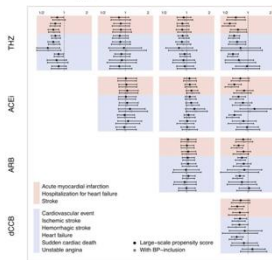 THZ
ACEi
ARB
dCCB
Acute myocardial infarction
Hospitalization for heart failure
Stroke
Cardiovascular event
Ischemic stroke
Hemorrhagic stroke
Heart failure
Sudden cardiac death
Unstable angina
Large-scale propensity score
With BP-inclusion